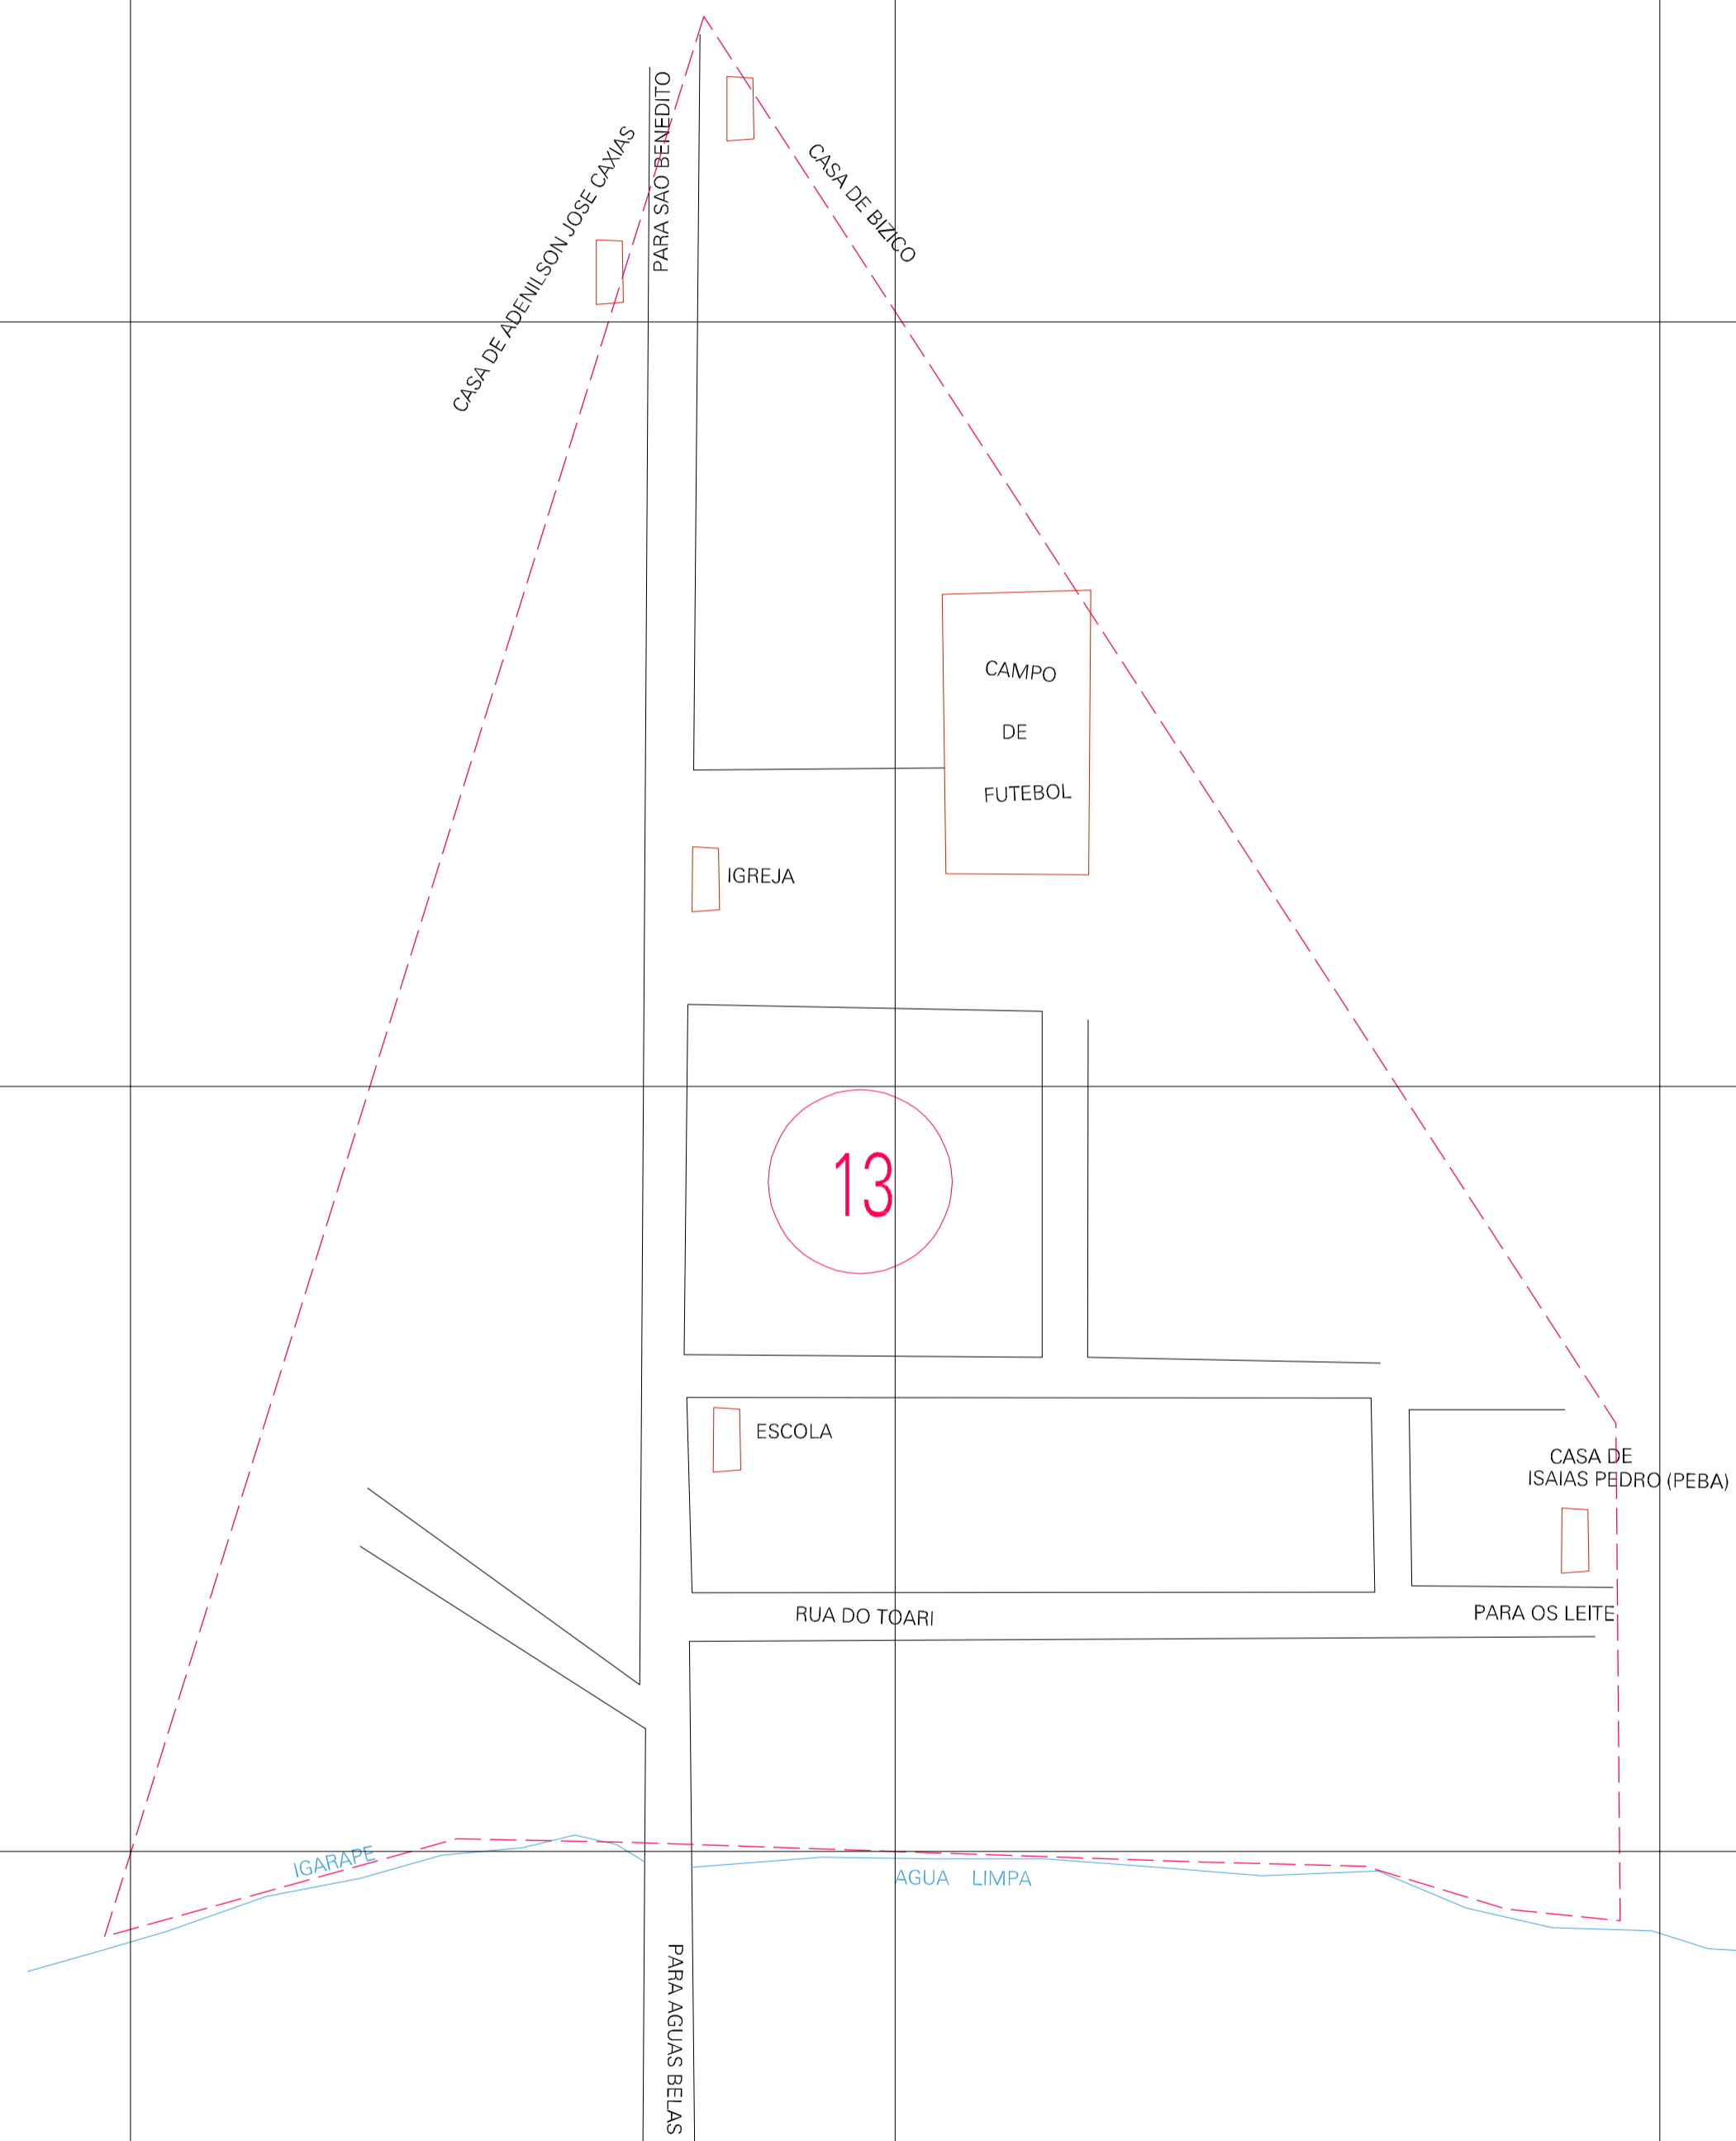 PARA SAO BENEDITO
CASA DE ADENILSON JOSE CAXIAS
CASA DE BIZICO
CAMPO
DE
FUTEBOL
IGREJA
13
ESCOLA
CASA DE
ISAIAS PEDRO (PEBA)
RUA DO TOARI
PARA OS LEITE
IGARAPE
AGUA LIMPA
PARA AGUAS BELAS